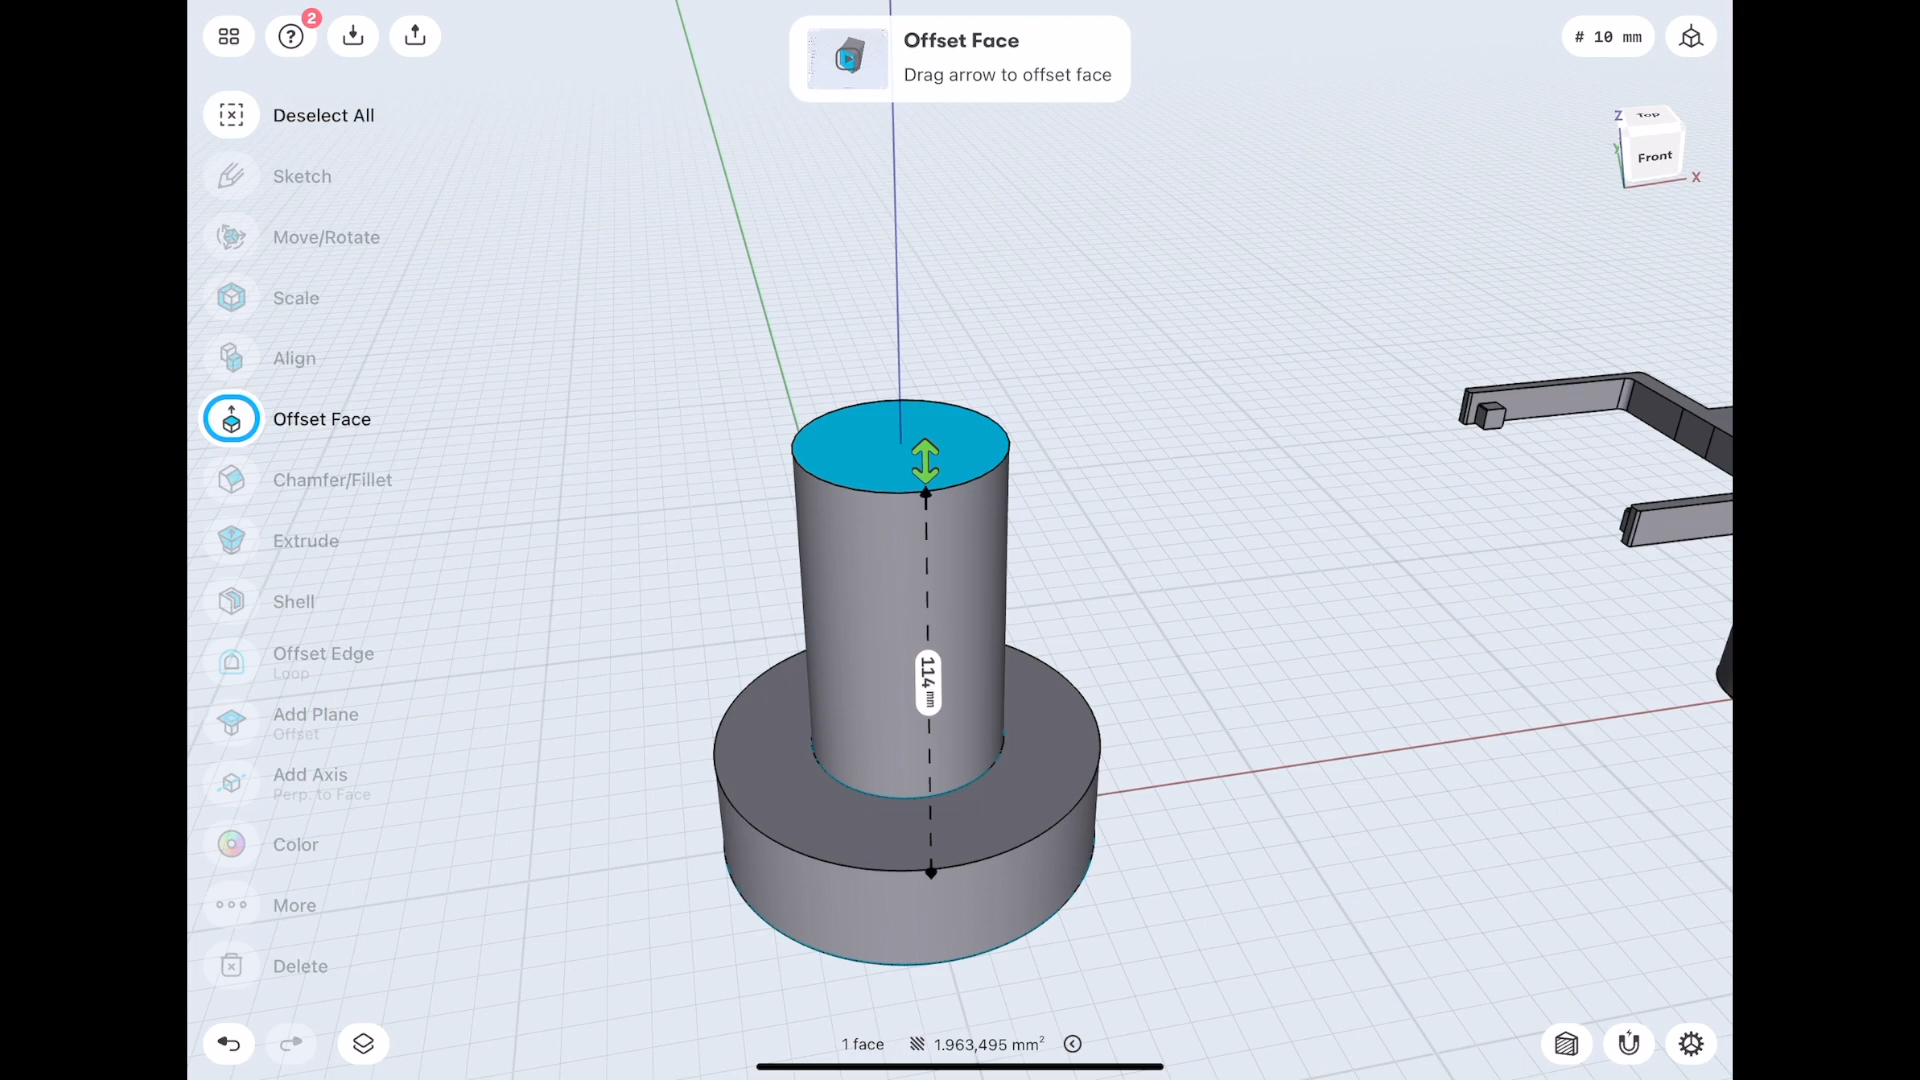 2
Offset Face
Drag arrow to offset face
# 10 mm
Deselect All
Sketch
Move/Rotate
Scale
Align
Offset Face
Chamfer/Fillet
Extrude
Shell
Offset Edge
Loop
Add Plane
Offset
Add Axis
Perp. to Face
Color
More
Delete
Z
Top
Y
Front
X
114 mm
1 face
1.963,495 mm²